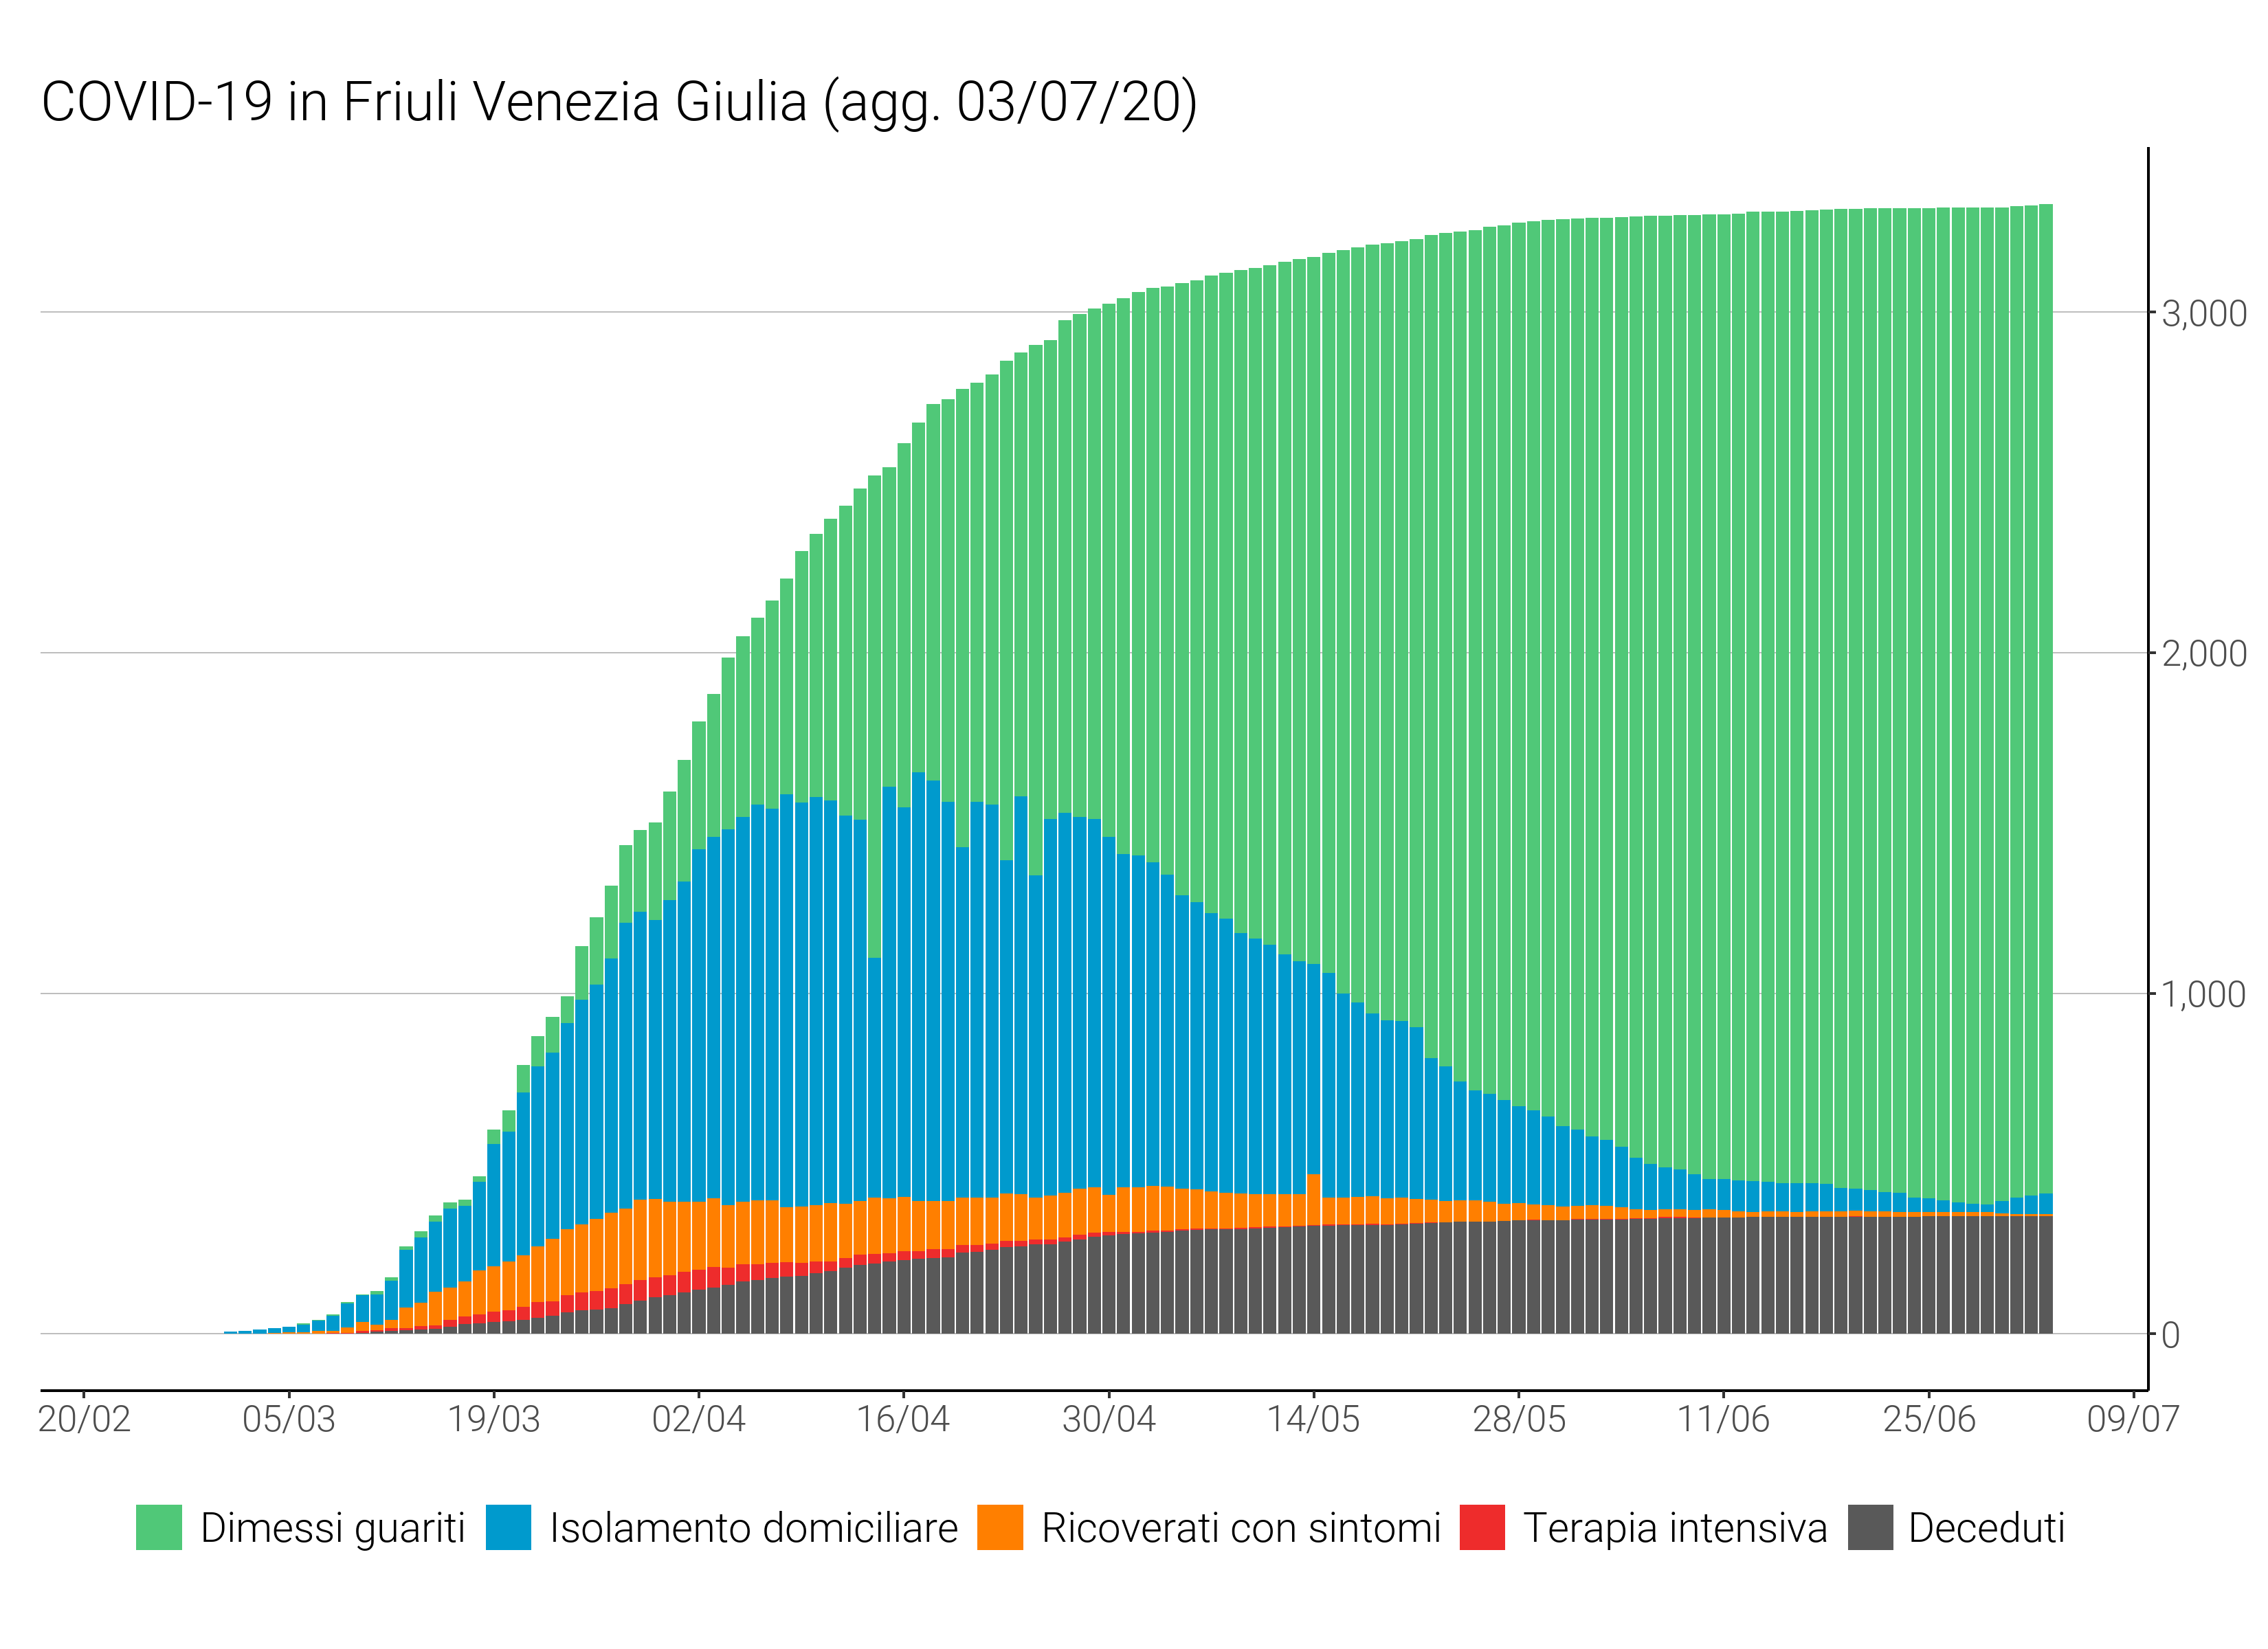 COVID-19 in Friuli Venezia Giulia (agg. 03/07/20)
3,000
2,000
1,000
0
20/02 05/03 19/03 02/04 16/04 30/04 14/05 28/05 11/06 25/06 09/07
Dimessi guariti Isolamento domiciliare Ricoverati con sintomi Terapia intensiva Deceduti